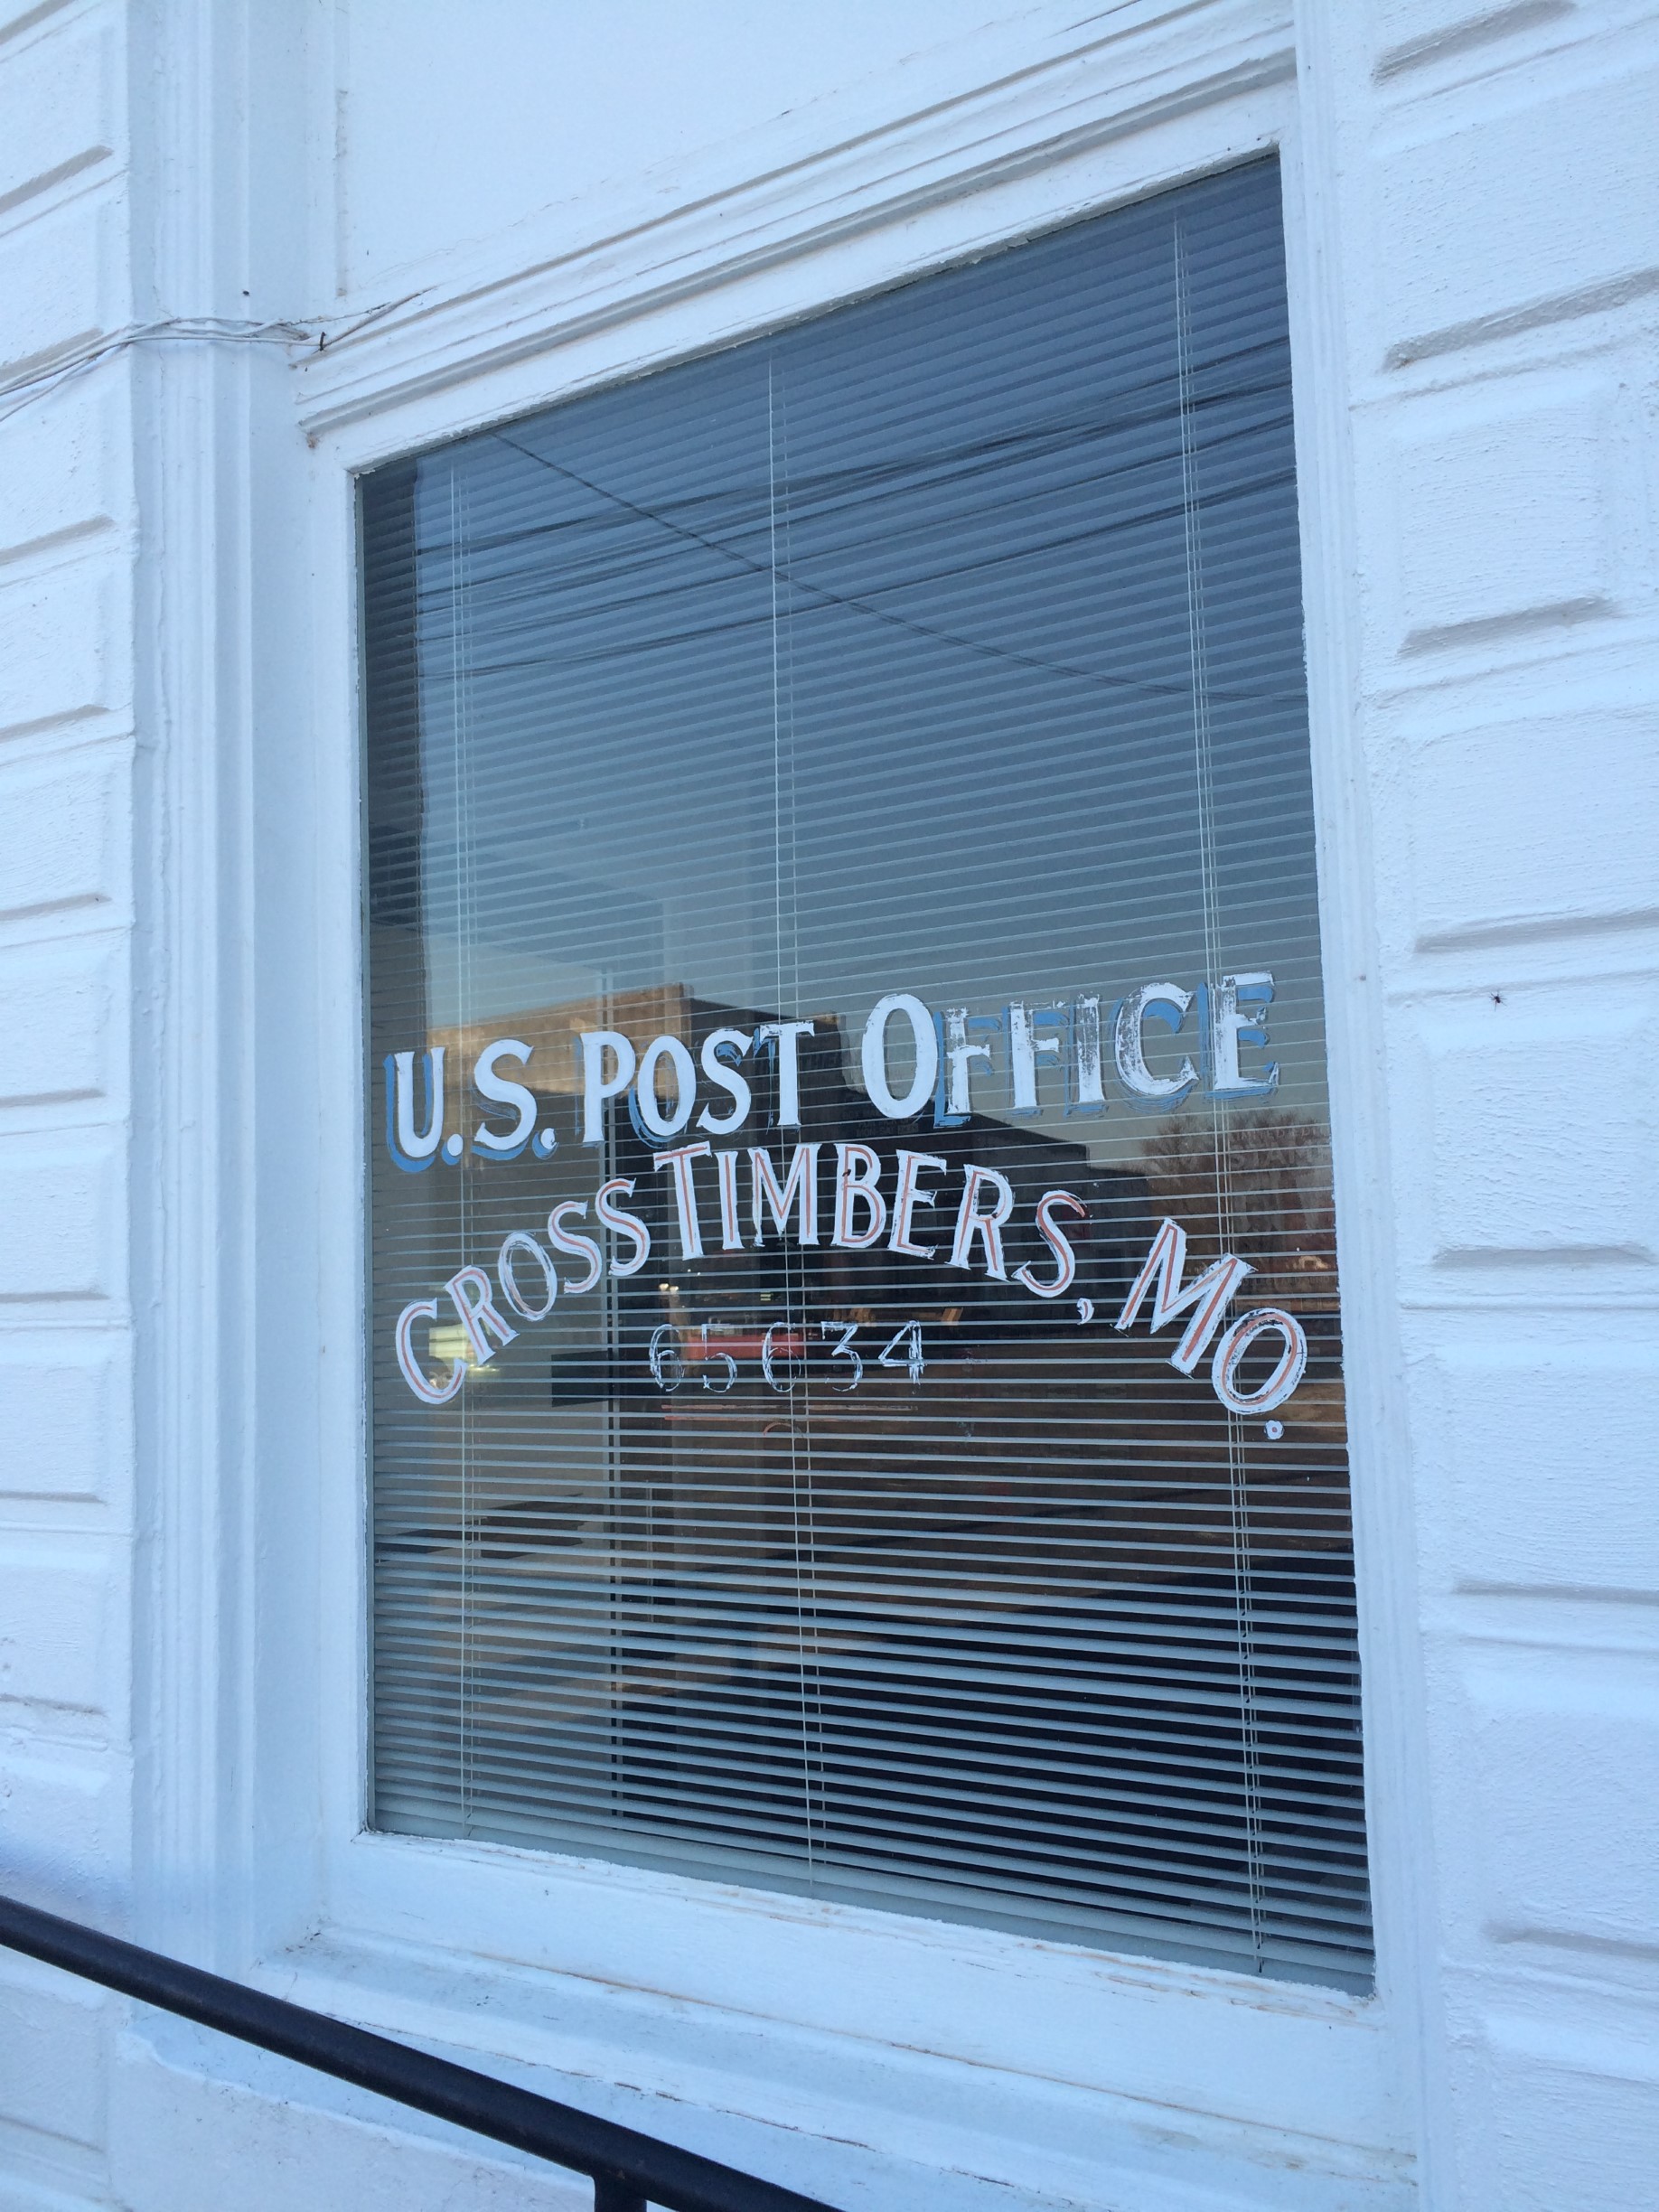 U.S. POST OFFICE
CROSS TIMBERS, MO.
65634